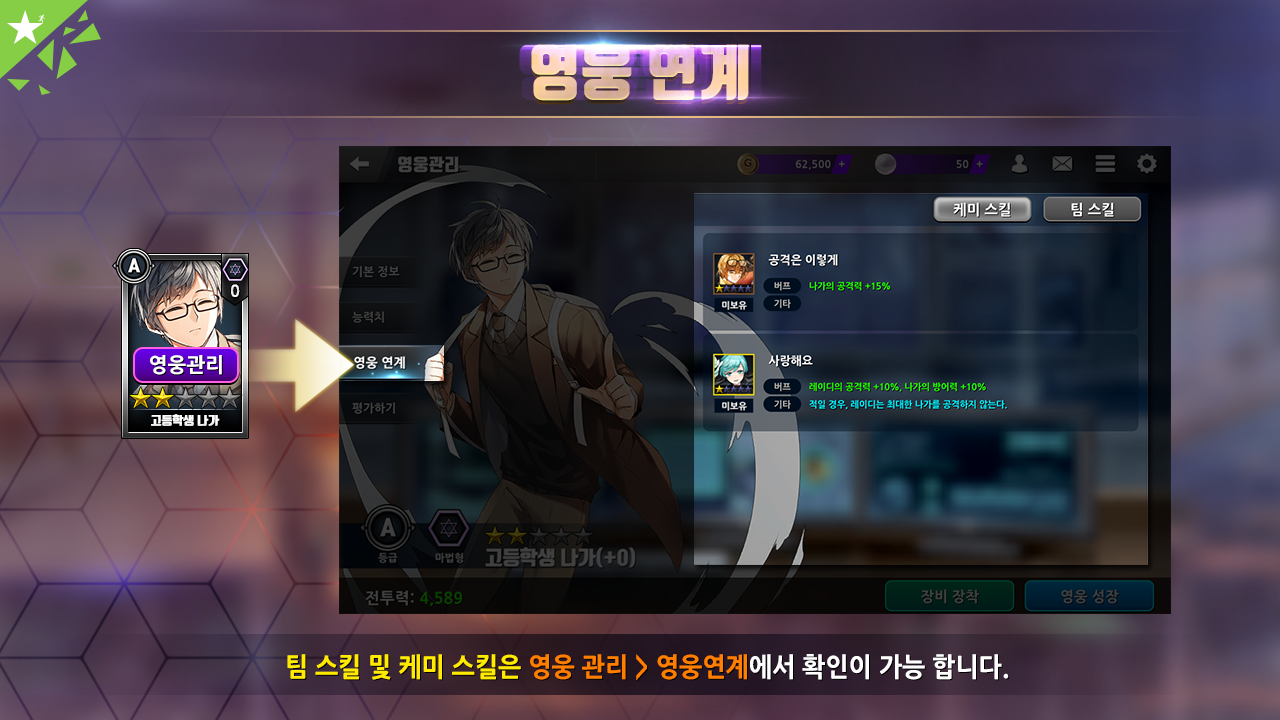 영웅 연계
영웅관리
62,500 +
50 +
케미 스킬
팀 스킬
기본 정보
능력치
영웅 연계
평가하기
공격은 이렇게
버프
나가의 공격력 +15%
기타
미보유
사랑해요
버프
레이디의 공격력 +10%, 나가의 방어력 +10%
기타
적일 경우, 레이디는 최대한 나가를 공격하지 않는다.
미보유
A
0
영웅관리
고등학생 나가
A
등급
마법형
고등학생 나가(+0)
전투력: 4,589
장비 장착
영웅 성장
팀 스킬 및 케미 스킬은 영웅 관리 > 영웅연계에서 확인이 가능 합니다.